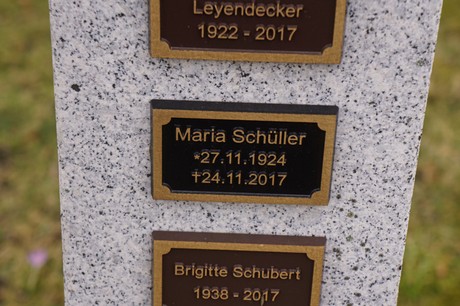 Leyendecker
1922 - 2017
Maria Schüller
*27.11.1924
†24.11.2017
Brigitte Schubert
1938 - 2017